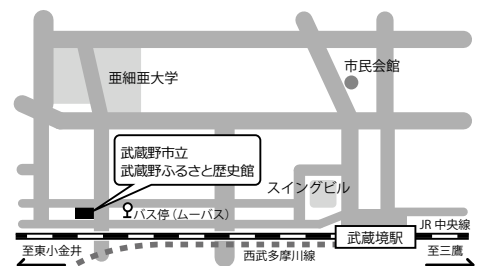 亜細亜大学
市民会館
武蔵野市立
武蔵野ふるさと歴史館
スイングビル
バス停（ムーバス）
JR中央線
武蔵境駅
至東小金井
西武多摩川線
至三鷹